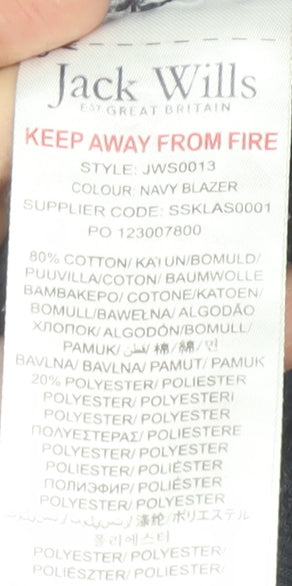 Jack Wills
EST GREAT BRITAIN
KEEP AWAY FROM FIRE
STYLE: JWS0013
COLOUR: NAVY BLAZER
SUPPLIER CODE: SSKLAS0001
PO 123007800
80% COTTON/ KATUN/BOMULD/
PUUVILLA/COTON/ BAUMWOLLE
ΒΑΜΒΑΚΕΡΟ/ COTONE/KATOEN/
BOMULL/BAWEŁNA/ ALGODÃO
ХЛОПОК/ ALGODÓN/BOMULL/
PAMUK/ قطن/ 棉/ 綿/ 면
BAVLNA/ BAVLNA/ PAMUT/ PAMUK
20% POLYESTER/ POLIESTER
POLYESTER/ POLYESTERI
POLYESTER/ POLYESTER
ΠΟΛΥΕΣΤΕΡΑΣ/ POLIESTERE
POLYESTER/ POLYESTER
POLIESTER/ POLIÉSTER
ПОЛИЭФИР/ POLIÉSTER
POLYESTER/ POLYESTER
涤纶/ ポリエステル
폴리에스터
POLYESTER/ POLYESTER/
POLIÉSZTER/ POLIESTER/